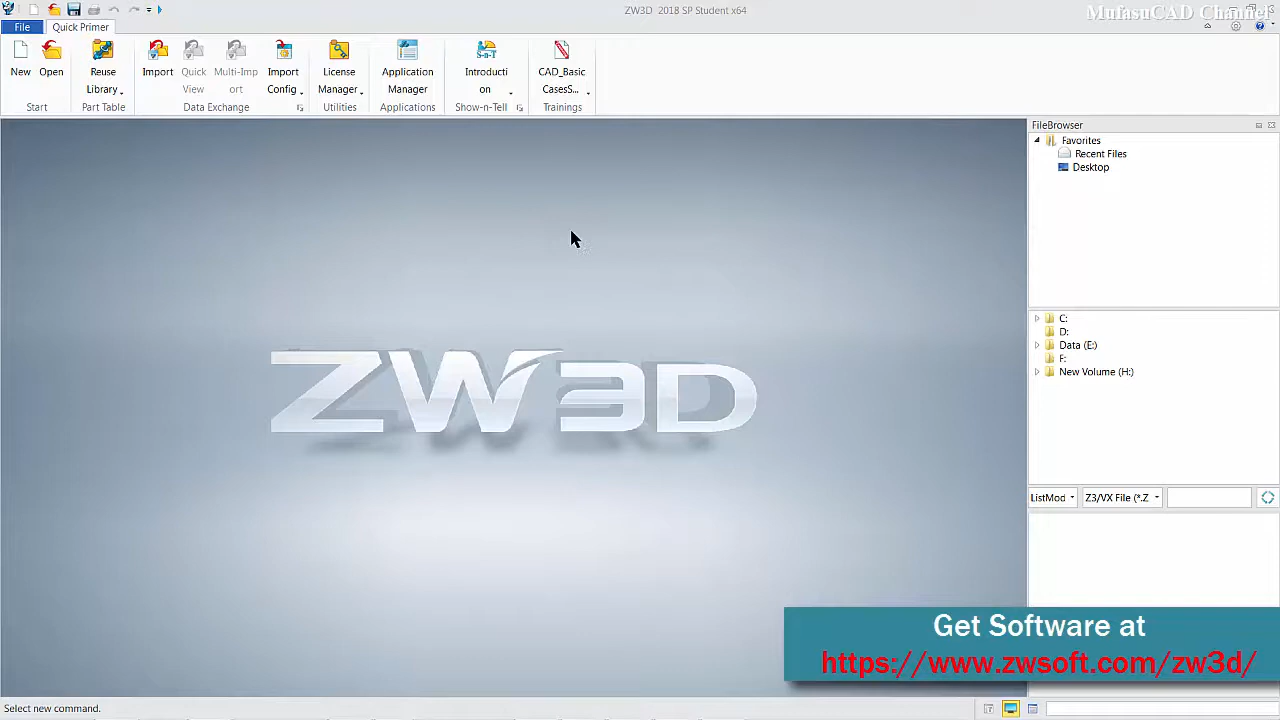 ZW3D 2018 SP Student x64
MufasuCAD Channel
File
Quick Primer
New
Open
Reuse
Library
Import
Quick
View
Multi-Imp
ort
Import
Config
License
Manager
Application
Manager
Introducti
on
CAD_Basic
CasesS...
Start
Part Table
Data Exchange
Utilities
Applications
Show-n-Tell
Trainings
FileBrowser
Favorites
Recent Files
Desktop
C:
D:
Data (E:)
F:
New Volume (H:)
ListMod
Z3/VX File (*.Z
ZW3D
Get Software at
https://www.zwsoft.com/zw3d/
Select new command.